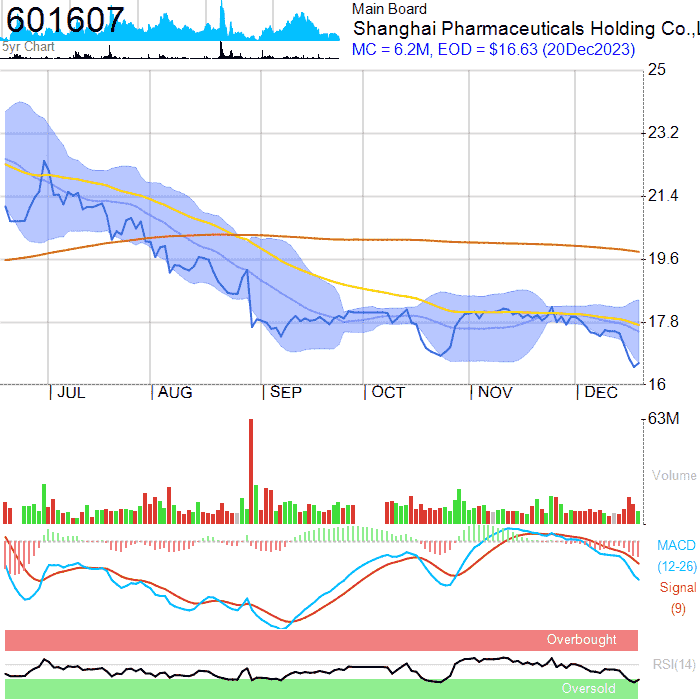 601607
5yr Chart
Main Board
Shanghai Pharmaceuticals Holding Co.,L
MC = 6.2M, EOD = $16.63 (20Dec2023)
25
23.2
21.4
19.6
17.8
16
JUL AUG SEP OCT NOV DEC
63M
Volume
MACD
(12-26)
Signal
(9)
Overbought
RSI(14)
Oversold